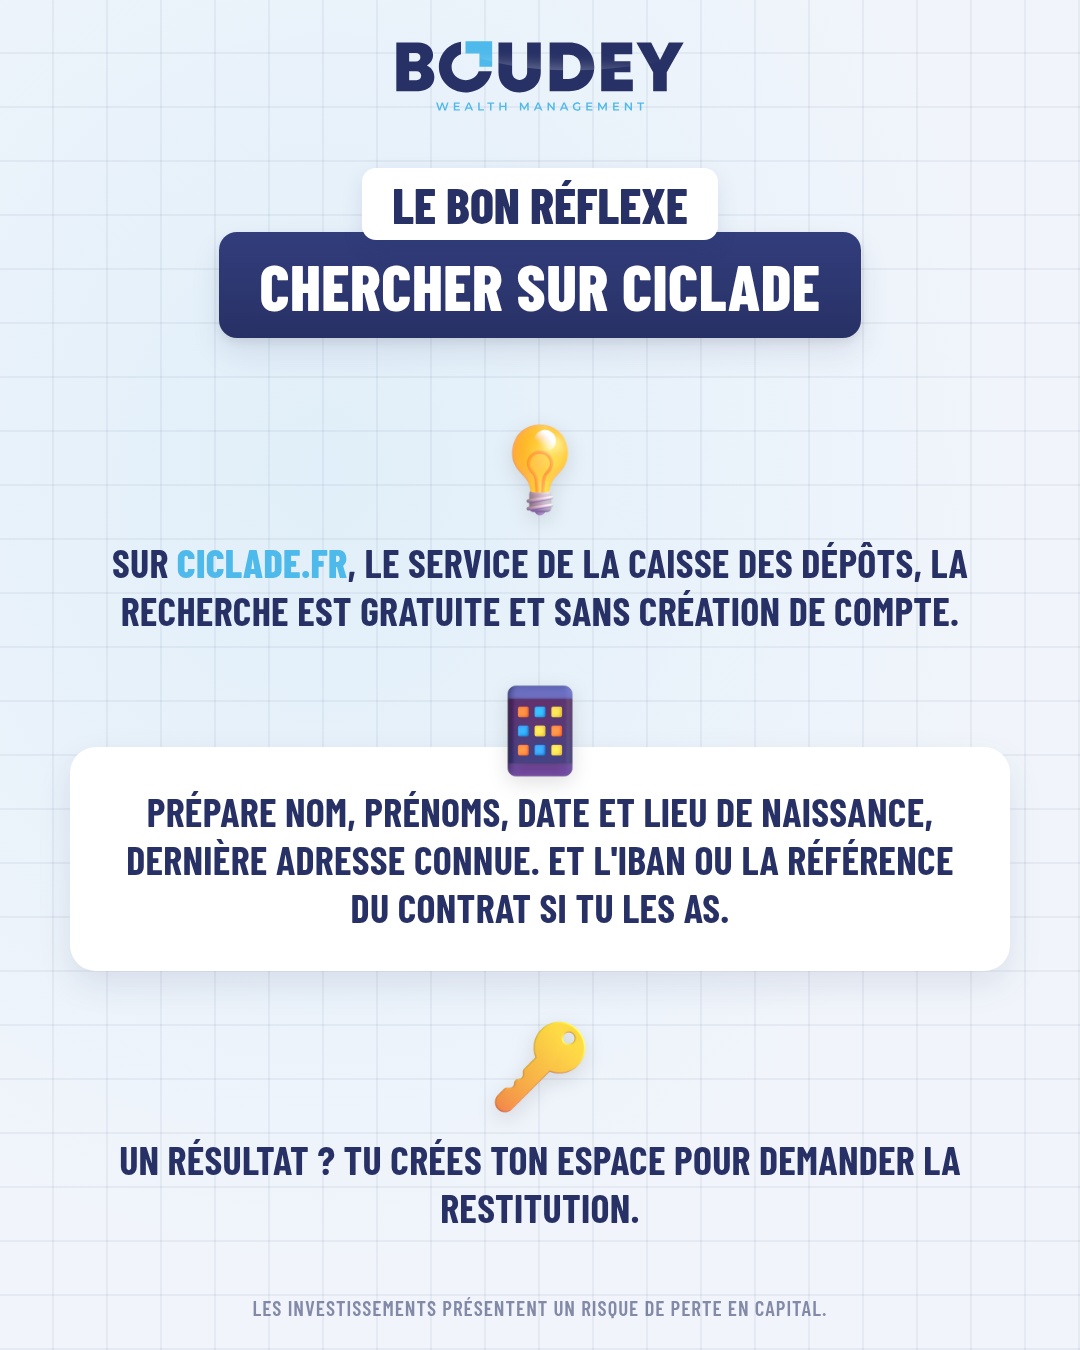 BOUDEY
WEALTH MANAGEMENT
LE BON RÉFLEXE
CHERCHER SUR CICLADE
SUR CICLADE.FR, LE SERVICE DE LA CAISSE DES DÉPÔTS, LA
RECHERCHE EST GRATUITE ET SANS CRÉATION DE COMPTE.
PRÉPARE NOM, PRÉNOMS, DATE ET LIEU DE NAISSANCE,
DERNIÈRE ADRESSE CONNUE. ET L'IBAN OU LA RÉFÉRENCE
DU CONTRAT SI TU LES AS.
UN RÉSULTAT ? TU CRÉES TON ESPACE POUR DEMANDER LA
RESTITUTION.
LES INVESTISSEMENTS PRÉSENTENT UN RISQUE DE PERTE EN CAPITAL.